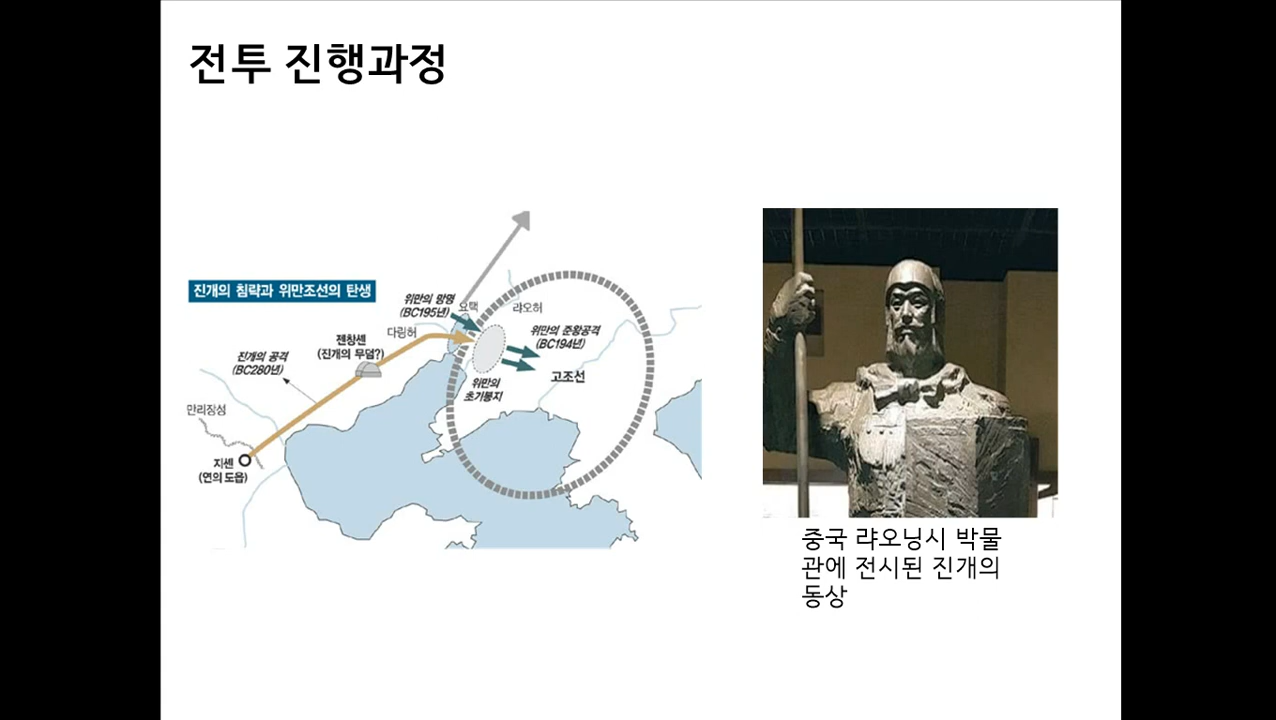 전투 진행과정
진개의 침략과 위만조선의 탄생
위만의 망명
(BC195년)
요택
랴오허
다링허
위만의 준왕공격
(BC194년)
젠창셴
(진개의 무덤?)
진개의 공격
(BC280년)
고조선
위만의
초기봉지
만리장성
지셴
(연의 도읍)
중국 랴오닝시 박물
관에 전시된 진개의
동상